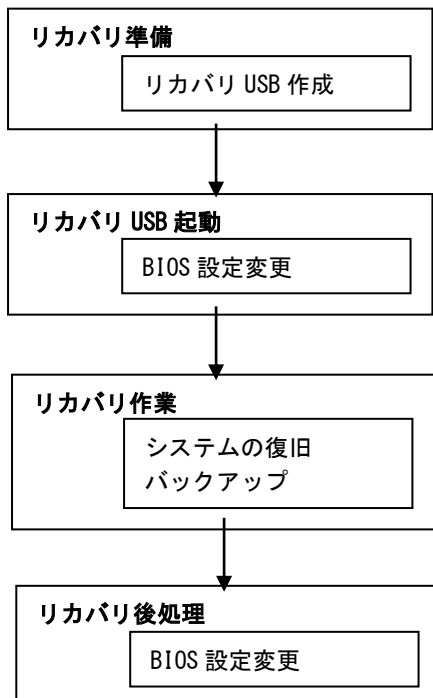 リカバリ準備
リカバリ USB 作成
リカバリ USB 起動
BIOS 設定変更
リカバリ作業
システムの復旧
バックアップ
リカバリ後処理
BIOS 設定変更